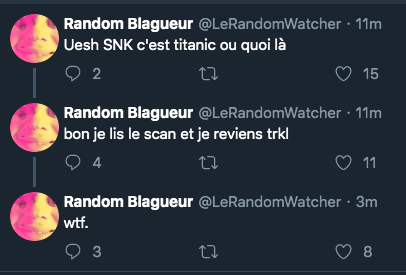 Random Blagueur @LeRandomWatcher · 11m
Uesh SNK c'est titanic ou quoi là
2 15
Random Blagueur @LeRandomWatcher · 11m
bon je lis le scan et je reviens trkl
4 11
Random Blagueur @LeRandomWatcher · 3m
wtf.
3 8